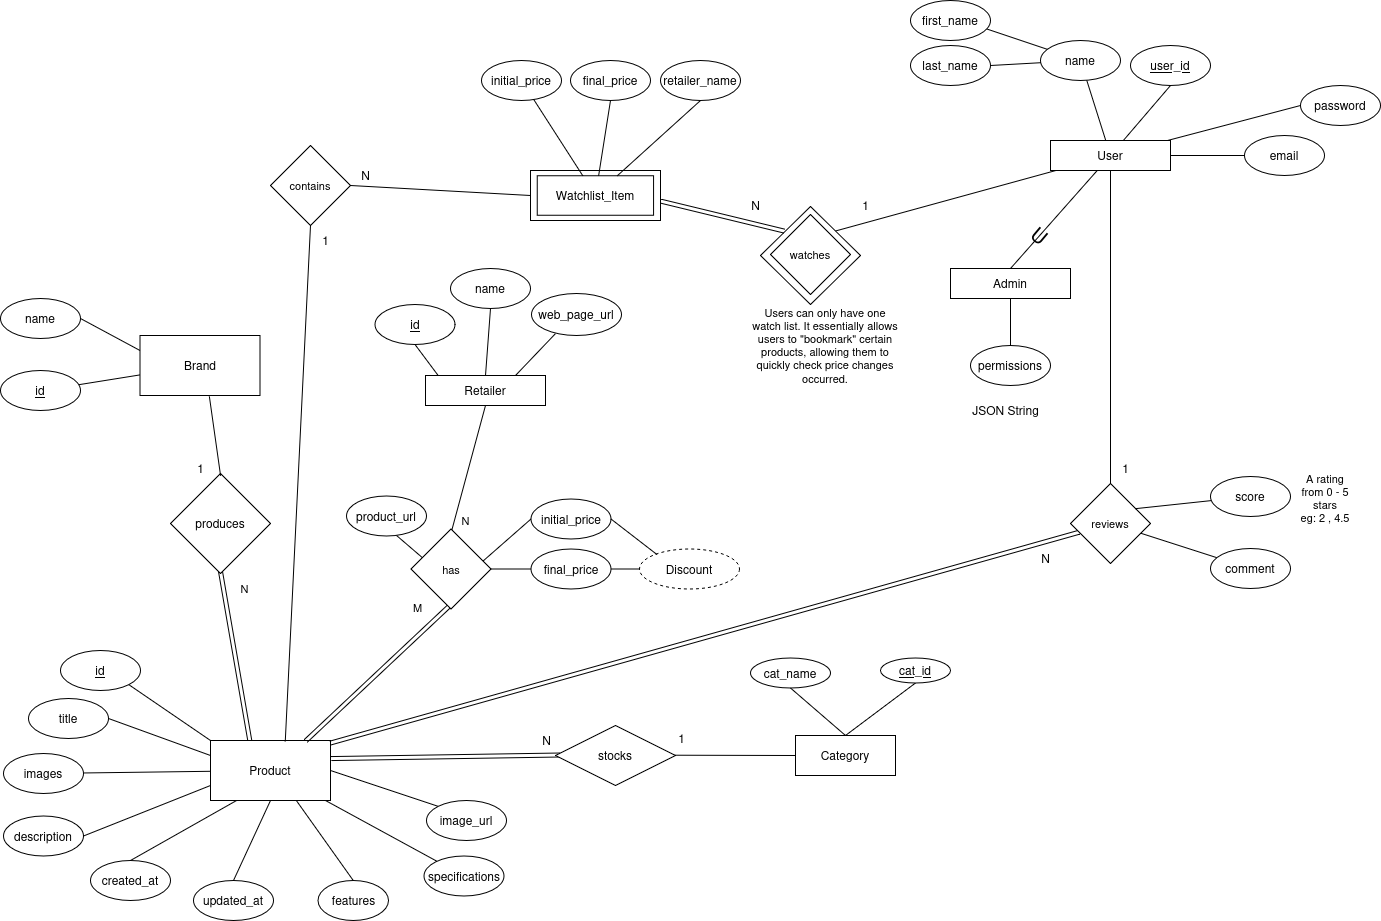 first_name
last_name
name
user_id
password
email
User
initial_price
final_price
retailer_name
Watchlist_Item
contains
N
1
N
1
watches
Users can only have one
watch list. It essentially allows
users to "bookmark" certain
products, allowing them to
quickly check price changes
occurred.
Admin
permissions
JSON String
name
id
Brand
id
name
web_page_url
Retailer
1
produces
N
product_url
N
has
M
initial_price
final_price
Discount
1
reviews
N
score
comment
A rating
from 0 - 5
stars
eg: 2 , 4.5
id
title
images
description
created_at
updated_at
features
specifications
image_url
Product
N
stocks
1
cat_name
cat_id
Category